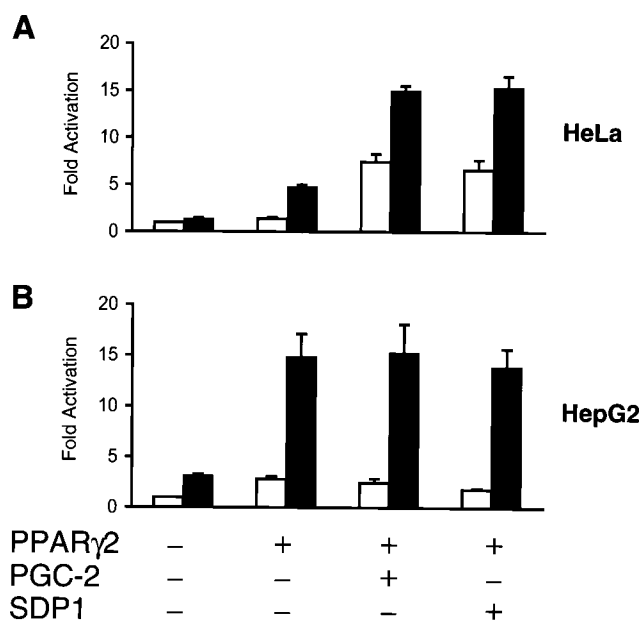 A
20
15
10
5
0
Fold Activation
HeLa
B
20
15
10
5
0
Fold Activation
HepG2
PPARγ2 – + + +
PGC-2 – – + –
SDP1 – – – +